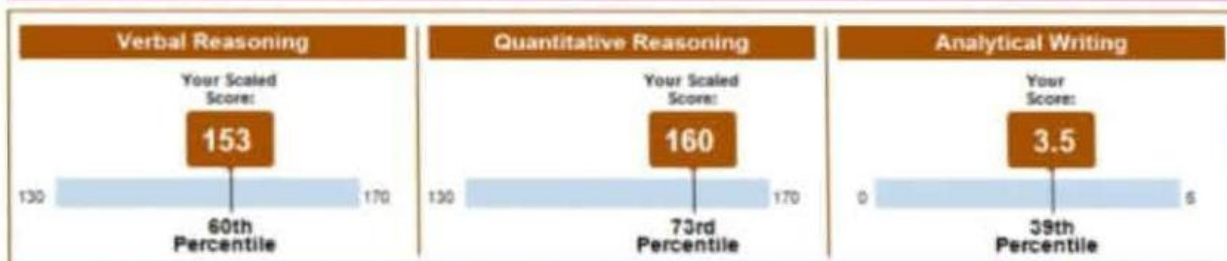 Verbal Reasoning
Your Scaled
Score:
153
130
170
60th
Percentile
Quantitative Reasoning
Your Scaled
Score:
160
130
170
73rd
Percentile
Analytical Writing
Your
Score:
3.5
0
6
39th
Percentile